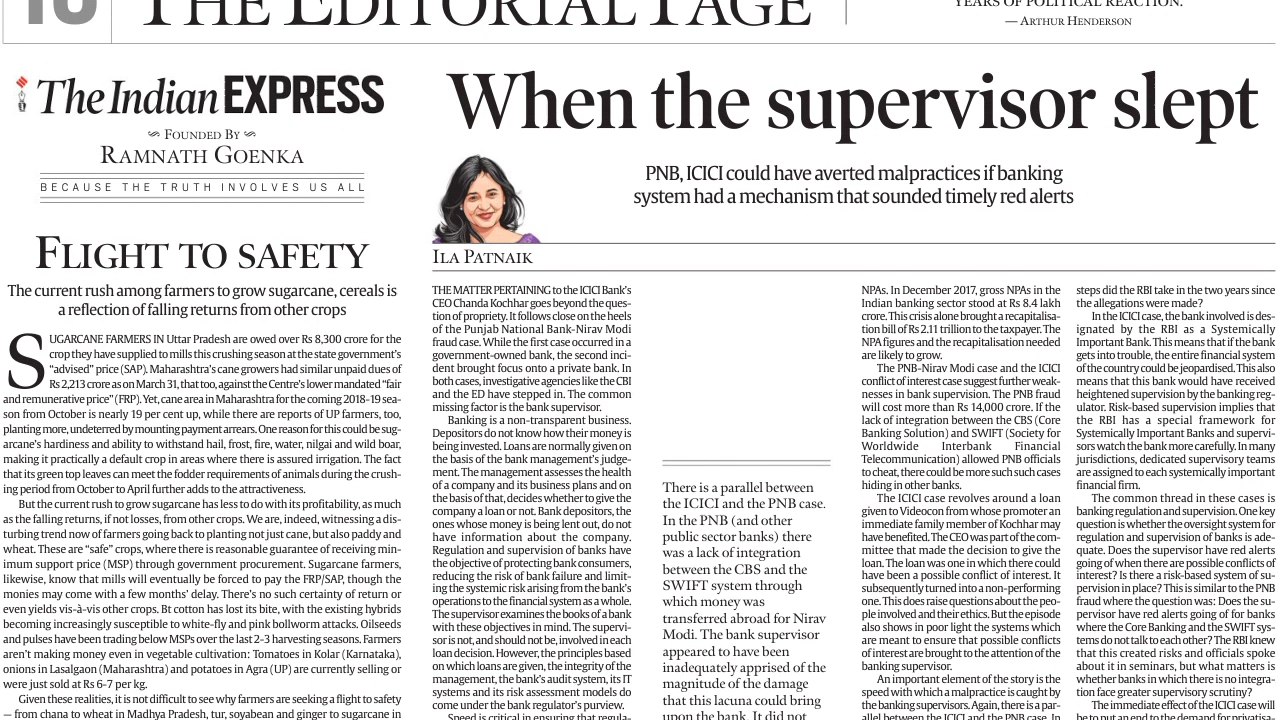 10
THE EDITORIAL PAGE
YEARS OF POLITICAL REACTION.
— ARTHUR HENDERSON
The Indian EXPRESS
FOUNDED BY
RAMNATH GOENKA
BECAUSE THE TRUTH INVOLVES US ALL
FLIGHT TO SAFETY
The current rush among farmers to grow sugarcane, cereals is
a reflection of falling returns from other crops
SUGARCANE FARMERS IN Uttar Pradesh are owed over Rs 8,300 crore for the
crop they have supplied to mills this crushing season at the state government's
“advised” price (SAP). Maharashtra's cane growers had similar unpaid dues of
Rs 2,213 crore as on March 31, that too, against the Centre's lower mandated “fair
and remunerative price” (FRP). Yet, cane area in Maharashtra for the coming 2018-19 sea-
son from October is nearly 19 per cent up, while there are reports of UP farmers, too,
planting more, undeterred by mounting payment arrears. One reason for this could be sug-
arcane's hardiness and ability to withstand hail, frost, fire, water, nilgai and wild boar,
making it practically a default crop in areas where there is assured irrigation. The fact
that its green top leaves can meet the fodder requirements of animals during the crush-
ing period from October to April further adds to the attractiveness.
But the current rush to grow sugarcane has less to do with its profitability, as much
as the falling returns, if not losses, from other crops. We are, indeed, witnessing a dis-
turbing trend now of farmers going back to planting not just cane, but also paddy and
wheat. These are “safe” crops, where there is reasonable guarantee of receiving min-
imum support price (MSP) through government procurement. Sugarcane farmers,
likewise, know that mills will eventually be forced to pay the FRP/SAP, though the
monies may come with a few months' delay. There's no such certainty of return or
even yields vis-à-vis other crops. Bt cotton has lost its bite, with the existing hybrids
becoming increasingly susceptible to white-fly and pink bollworm attacks. Oilseeds
and pulses have been trading below MSPs over the last 2-3 harvesting seasons. Farmers
aren't making money even in vegetable cultivation: Tomatoes in Kolar (Karnataka),
onions in Lasalgaon (Maharashtra) and potatoes in Agra (UP) are currently selling or
were just sold at Rs 6-7 per kg.
Given these realities, it is not difficult to see why farmers are seeking a flight to safety
— from chana to wheat in Madhya Pradesh, tur, soyabean and ginger to sugarcane in
When the supervisor slept
PNB, ICICI could have averted malpractices if banking
system had a mechanism that sounded timely red alerts
ILA PATNAIK
THE MATTER PERTAINING to the ICICI Bank's
CEO Chanda Kochhar goes beyond the ques-
tion of propriety. It follows close on the heels
of the Punjab National Bank-Nirav Modi
fraud case. While the first case occurred in a
government-owned bank, the second inci-
dent brought focus onto a private bank. In
both cases, investigative agencies like the CBI
and the ED have stepped in. The common
missing factor is the bank supervisor.
Banking is a non-transparent business.
Depositors do not know how their money is
being invested. Loans are normally given on
the basis of the bank management's judge-
ment. The management assesses the health
of a company and its business plans and on
the basis of that, decides whether to give the
company a loan or not. Bank depositors, the
ones whose money is being lent out, do not
have information about the company.
Regulation and supervision of banks have
the objective of protecting bank consumers,
reducing the risk of bank failure and limit-
ing the systemic risk arising from the bank's
operations to the financial system as a whole.
The supervisor examines the books of a bank
with these objectives in mind. The supervi-
sor is not, and should not be, involved in each
loan decision. However, the principles based
on which loans are given, the integrity of the
management, the bank's audit system, its IT
systems and its risk assessment models do
come under the bank regulator's purview.
Speed is critical in ensuring that regula-
There is a parallel between
the ICICI and the PNB case.
In the PNB (and other
public sector banks) there
was a lack of integration
between the CBS and the
SWIFT system through
which money was
transferred abroad for Nirav
Modi. The bank supervisor
appeared to have been
inadequately apprised of the
magnitude of the damage
that this lacuna could bring
upon the bank. It did not
NPAs. In December 2017, gross NPAs in the
Indian banking sector stood at Rs 8.4 lakh
crore. This crisis alone brought a recapitalisa-
tion bill of Rs 2.11 trillion to the taxpayer. The
NPA figures and the recapitalisation needed
are likely to grow.
The PNB-Nirav Modi case and the ICICI
conflict of interest case suggest further weak-
nesses in bank supervision. The PNB fraud
will cost more than Rs 14,000 crore. If the
lack of integration between the CBS (Core
Banking Solution) and SWIFT (Society for
Worldwide Interbank Financial
Telecommunication) allowed PNB officials
to cheat, there could be more such such cases
hiding in other banks.
The ICICI case revolves around a loan
given to Videocon from whose promoter an
immediate family member of Kochhar may
have benefited. The CEO was part of the com-
mittee that made the decision to give the
loan. The loan was one in which there could
have been a possible conflict of interest. It
subsequently turned into a non-performing
one. This does raise questions about the peo-
ple involved and their ethics. But the episode
also shows in poor light the systems which
are meant to ensure that possible conflicts
of interest are brought to the attention of the
banking supervisor.
An important element of the story is the
speed with which a malpractice is caught by
the banking supervisors. Again, there is a par-
allel between the ICICI and the PNB case. In
steps did the RBI take in the two years since
the allegations were made?
In the ICICI case, the bank involved is des-
ignated by the RBI as a Systemically
Important Bank. This means that if the bank
gets into trouble, the entire financial system
of the country could be jeopardised. This also
means that this bank would have received
heightened supervision by the banking reg-
ulator. Risk-based supervision implies that
the RBI has a special framework for
Systemically Important Banks and supervi-
sors watch the bank more carefully. In many
jurisdictions, dedicated supervisory teams
are assigned to each systemically important
financial firm.
The common thread in these cases is
banking regulation and supervision. One key
question is whether the oversight system for
regulation and supervision of banks is ade-
quate. Does the supervisor have red alerts
going of when there are possible conflicts of
interest? Is there a risk-based system of su-
pervision in place? This is similar to the PNB
fraud where the question was: Does the su-
pervisor have red alerts going of for banks
where the Core Banking and the SWIFT sys-
tems do not talk to each other? The RBI knew
that this created risks and officials spoke
about it in seminars, but what matters is
whether banks in which there is no integra-
tion face greater supervisory scrutiny?
The immediate effect of the ICICI case will
be to put an end to the demand for privatisa-